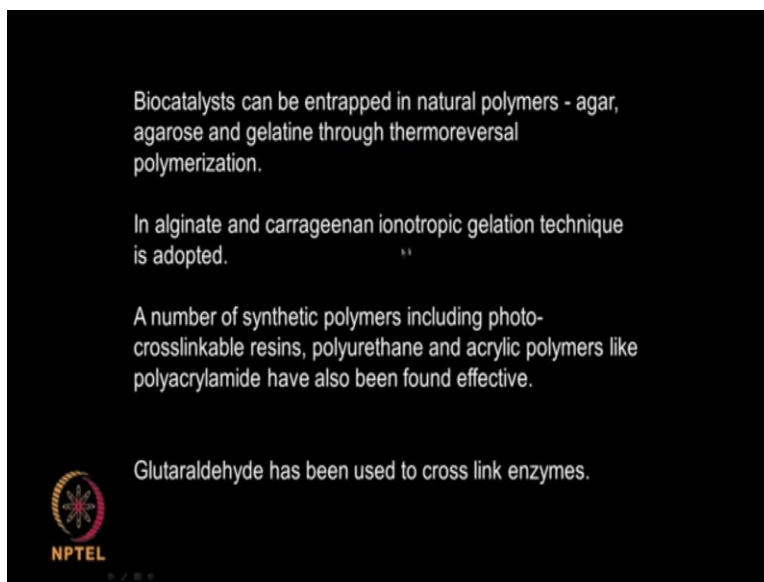 Biocatalysts can be entrapped in natural polymers - agar,
agarose and gelatine through thermoreversal
polymerization.
In alginate and carrageenan ionotropic gelation technique
is adopted.
A number of synthetic polymers including photo-
crosslinkable resins, polyurethane and acrylic polymers like
polyacrylamide have also been found effective.
Glutaraldehyde has been used to cross link enzymes.
NPTEL